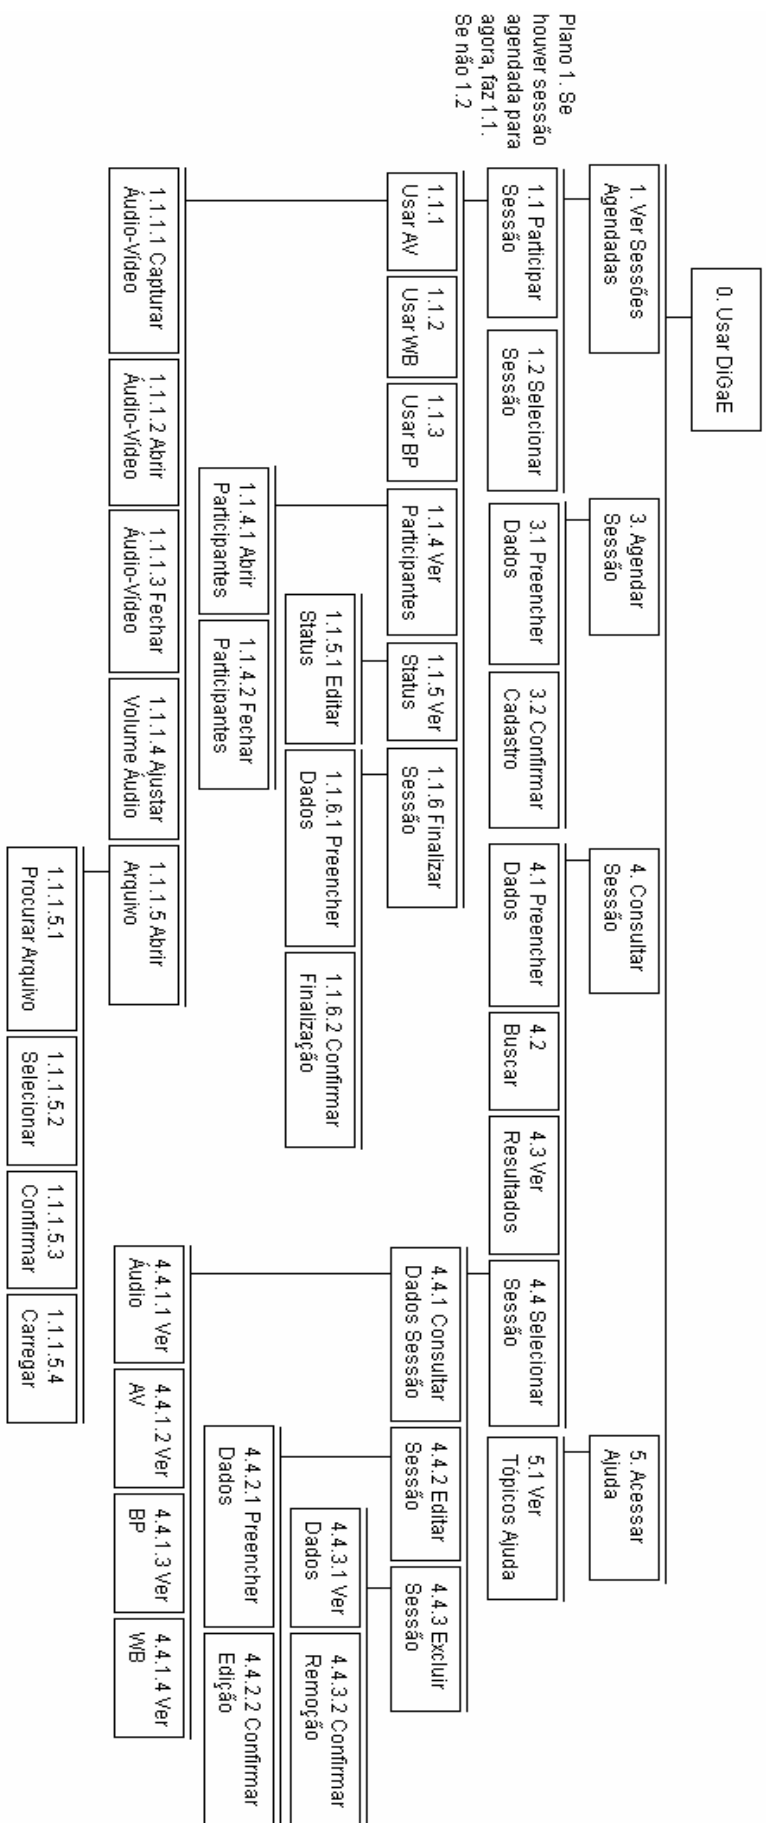 0. Usar DiGaE
1. Ver Sessões
Agendadas
3. Agendar
Sessão
4. Consultar
Sessão
5. Acessar
Ajuda
Plano 1. Se
houver sessão
agendada para
agora, faz 1.1.
Se não 1.2
1.1 Participar
Sessão
1.2 Selecionar
Sessão
3.1 Preencher
Dados
3.2 Confirmar
Cadastro
4.1 Preencher
Dados
4.2
Buscar
4.3 Ver
Resultados
4.4 Selecionar
Sessão
5.1 Ver
Tópicos Ajuda
1.1.1
Usar AV
1.1.2
Usar WB
1.1.3
Usar BP
1.1.4 Ver
Participantes
1.1.5 Ver
Status
1.1.6 Finalizar
Sessão
4.4.1 Consultar
Dados Sessão
4.4.2 Editar
Sessão
4.4.3 Excluir
Sessão
1.1.5.1 Editar
Status
1.1.6.1 Preencher
Dados
1.1.6.2 Confirmar
Finalização
4.4.3.1 Ver
Dados
4.4.3.2 Confirmar
Remoção
1.1.4.1 Abrir
Participantes
1.1.4.2 Fechar
Participantes
4.4.2.1 Preencher
Dados
4.4.2.2 Confirmar
Edição
1.1.1.1 Capturar
Áudio-Vídeo
1.1.1.2 Abrir
Áudio-Vídeo
1.1.1.3 Fechar
Áudio-Vídeo
1.1.1.4 Ajustar
Volume Áudio
1.1.1.5 Abrir
Arquivo
4.4.1.1 Ver
Áudio
4.4.1.2 Ver
AV
4.4.1.3 Ver
BP
4.4.1.4 Ver
WB
1.1.1.5.1
Procurar Arquivo
1.1.1.5.2
Selecionar
1.1.1.5.3
Confirmar
1.1.1.5.4
Carregar